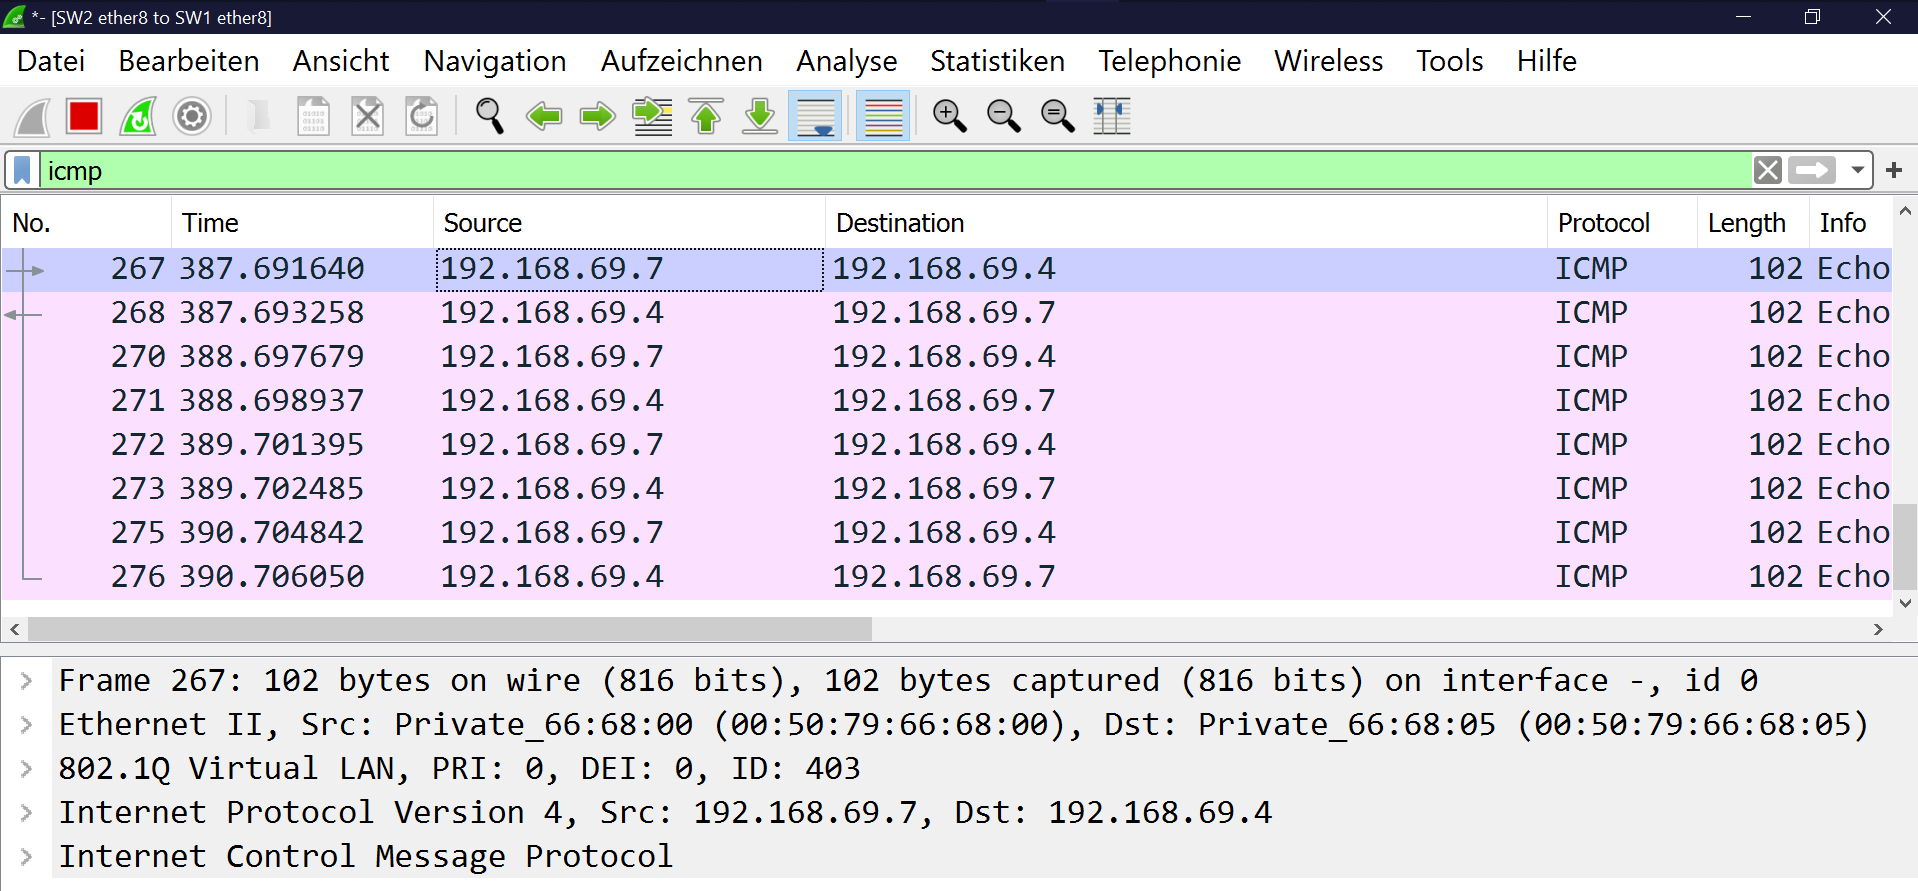 *- [SW2 ether8 to SW1 ether8]
Datei Bearbeiten Ansicht Navigation Aufzeichnen Analyse Statistiken Telephonie Wireless Tools Hilfe
icmp
No. Time Source Destination Protocol Length Info
267 387.691640 192.168.69.7 192.168.69.4 ICMP 102 Echo
268 387.693258 192.168.69.4 192.168.69.7 ICMP 102 Echo
270 388.697679 192.168.69.7 192.168.69.4 ICMP 102 Echo
271 388.698937 192.168.69.4 192.168.69.7 ICMP 102 Echo
272 389.701395 192.168.69.7 192.168.69.4 ICMP 102 Echo
273 389.702485 192.168.69.4 192.168.69.7 ICMP 102 Echo
275 390.704842 192.168.69.7 192.168.69.4 ICMP 102 Echo
276 390.706050 192.168.69.4 192.168.69.7 ICMP 102 Echo
Frame 267: 102 bytes on wire (816 bits), 102 bytes captured (816 bits) on interface -, id 0
Ethernet II, Src: Private_66:68:00 (00:50:79:66:68:00), Dst: Private_66:68:05 (00:50:79:66:68:05)
802.1Q Virtual LAN, PRI: 0, DEI: 0, ID: 403
Internet Protocol Version 4, Src: 192.168.69.7, Dst: 192.168.69.4
Internet Control Message Protocol